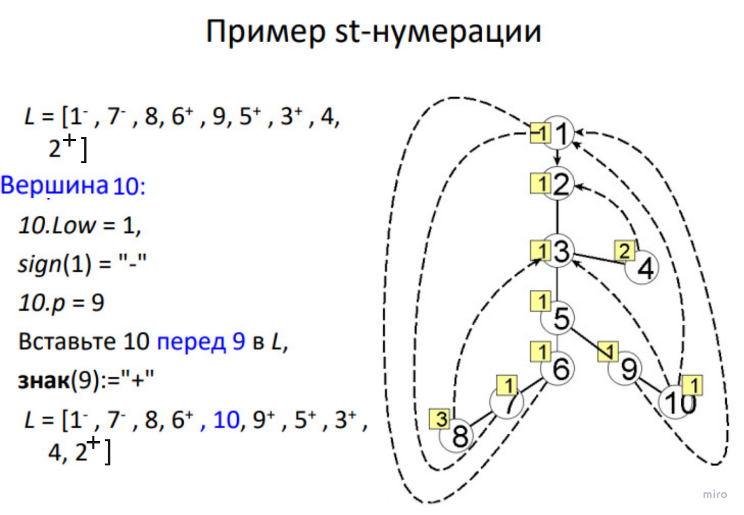 Пример st-нумерации
L = [1⁻ , 7⁻ , 8, 6⁺ , 9, 5⁺ , 3⁺ , 4,
2⁺ ]
Вершина 10:
10.Low = 1,
sign(1) = "-"
10.p = 9
Вставьте 10 перед 9 в L,
знак(9):="+"
L = [1⁻ , 7⁻ , 8, 6⁺ , 10, 9⁺ , 5⁺ , 3⁺ ,
4, 2⁺ ]
-1 1
1 2
1 3
2 4
1 5
1 6
1 9
1 7
1 10
3 8
miro